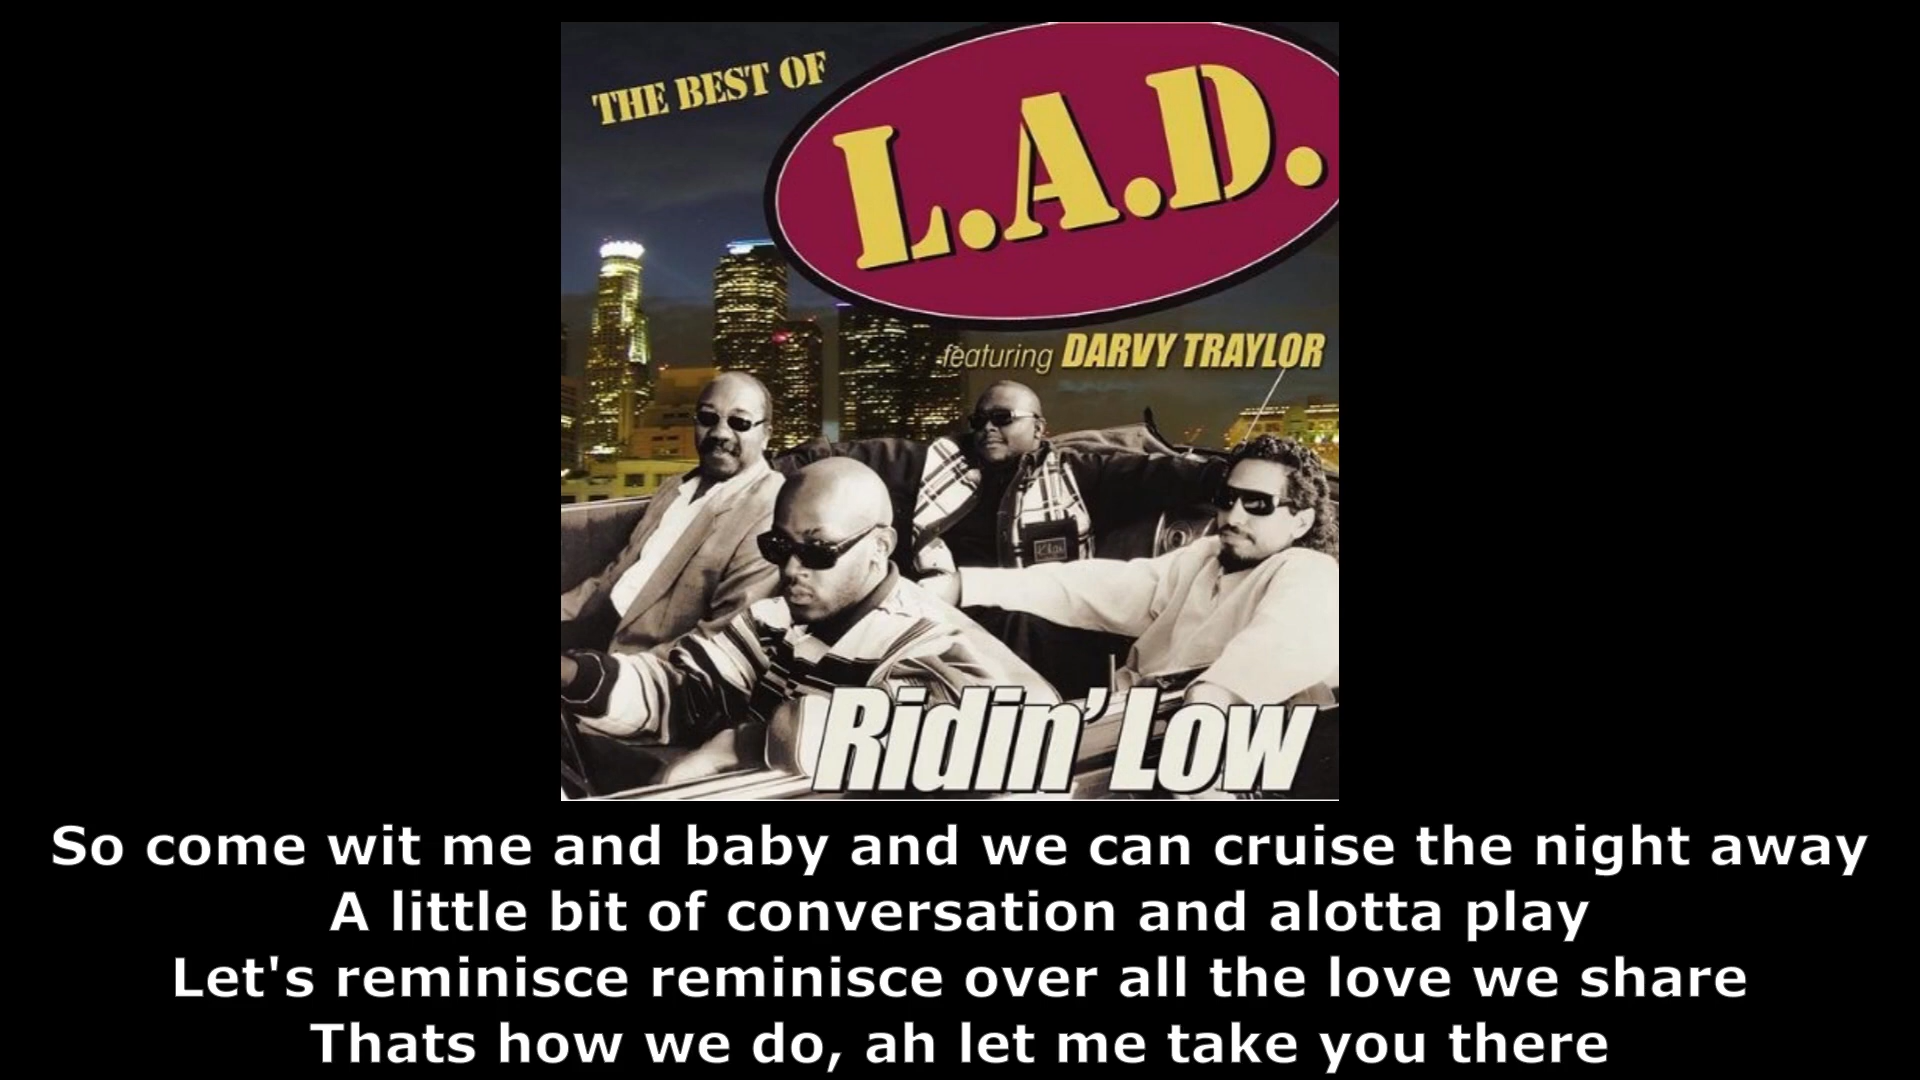 THE BEST OF
L.A.D.
featuring DARVY TRAYLOR
Ridin' Low
So come wit me and baby and we can cruise the night away
A little bit of conversation and alotta play
Let's reminisce reminisce over all the love we share
Thats how we do, ah let me take you there